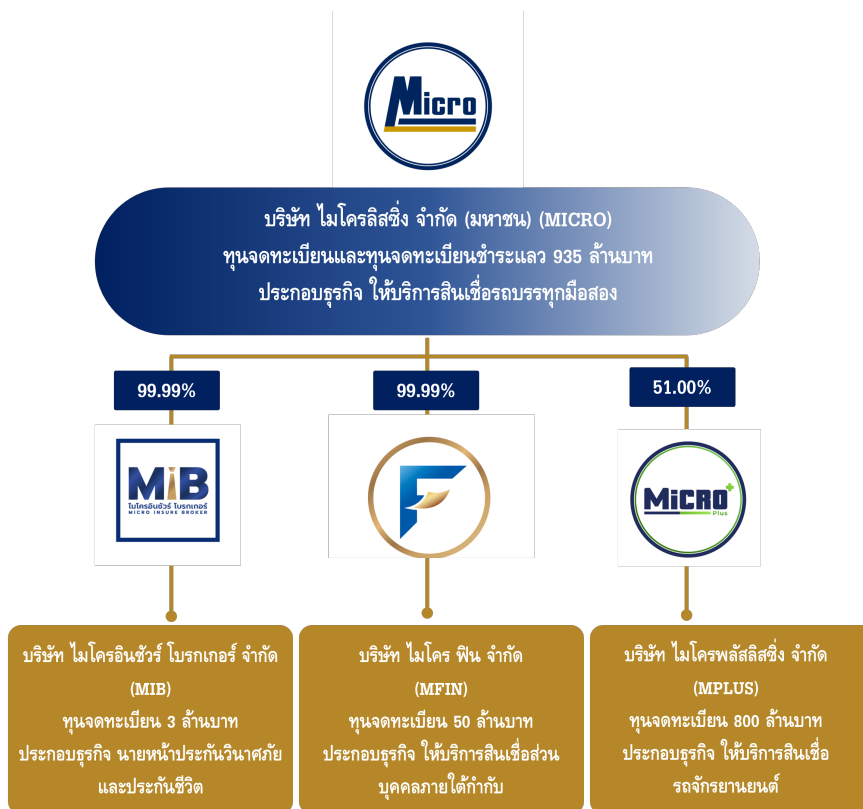 Micro
บริษัท ไมโครลิสซิ่ง จำกัด (มหาชน) (MICRO)
ทุนจดทะเบียนและทุนจดทะเบียนชำระแลว 935 ล้านบาท
ประกอบธุรกิจ ให้บริการสินเชื่อรถบรรทุกมือสอง
99.99%
99.99%
51.00%
MiB
ไมโครอินชัวร์ โบรกเกอร์
MICRO INSURE BROKER
F
MiCRO+
Plus
บริษัท ไมโครอินชัวร์ โบรกเกอร์ จำกัด
(MIB)
ทุนจดทะเบียน 3 ล้านบาท
ประกอบธุรกิจ นายหน้าประกันวินาศภัย
และประกันชีวิต
บริษัท ไมโคร ฟิน จำกัด
(MFIN)
ทุนจดทะเบียน 50 ล้านบาท
ประกอบธุรกิจ ให้บริการสินเชื่อส่วน
บุคคลภายใต้กำกับ
บริษัท ไมโครพลัสลิสซิ่ง จำกัด
(MPLUS)
ทุนจดทะเบียน 800 ล้านบาท
ประกอบธุรกิจ ให้บริการสินเชื่อ
รถจักรยานยนต์